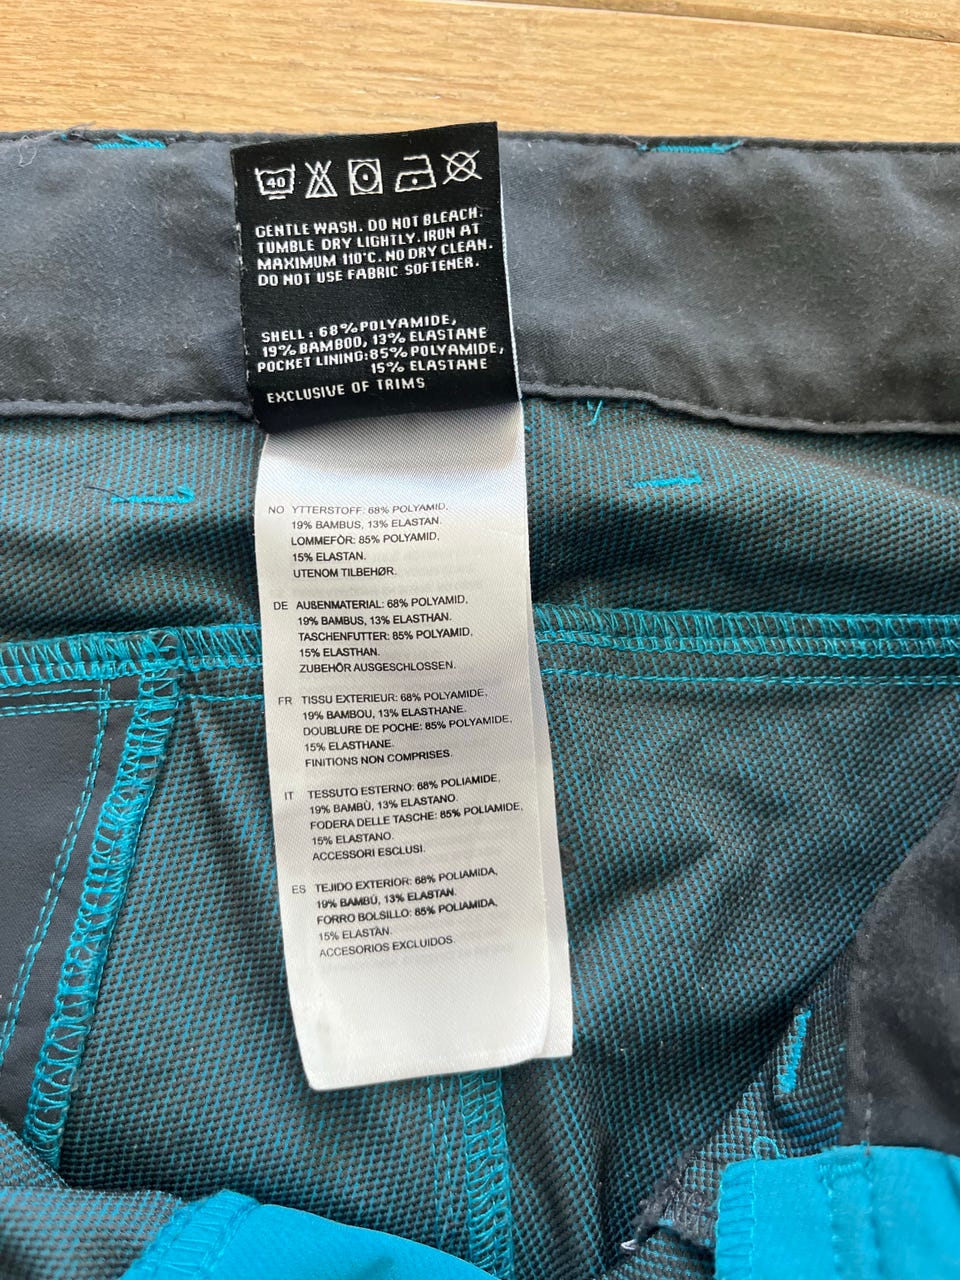 40
GENTLE WASH. DO NOT BLEACH.
TUMBLE DRY LIGHTLY. IRON AT
MAXIMUM 110°C. NO DRY CLEAN.
DO NOT USE FABRIC SOFTENER.
SHELL: 68% POLYAMIDE,
19% BAMBOO, 13% ELASTANE
POCKET LINING: 85% POLYAMIDE,
15% ELASTANE
EXCLUSIVE OF TRIMS
NO YTTERSTOFF: 68% POLYAMID,
19% BAMBUS, 13% ELASTAN.
LOMMEFÔR: 85% POLYAMID,
15% ELASTAN.
UTENOM TILBEHØR.
DE AUßENMATERIAL: 68% POLYAMID,
19% BAMBUS, 13% ELASTHAN.
TASCHENFUTTER: 85% POLYAMID,
15% ELASTHAN.
ZUBEHÖR AUSGESCHLOSSEN.
FR TISSU EXTERIEUR: 68% POLYAMIDE,
19% BAMBOU, 13% ELASTHANE.
DOUBLURE DE POCHE: 85% POLYAMIDE,
15% ELASTHANE.
FINITIONS NON COMPRISES.
IT TESSUTO ESTERNO: 68% POLIAMIDE,
19% BAMBÙ, 13% ELASTANO.
FODERA DELLE TASCHE: 85% POLIAMIDE,
15% ELASTANO.
ACCESSORI ESCLUSI.
ES TEJIDO EXTERIOR: 68% POLIAMIDA,
19% BAMBÚ, 13% ELASTAN.
FORRO BOLSILLO: 85% POLIAMIDA,
15% ELASTAN.
ACCESORIOS EXCLUIDOS.